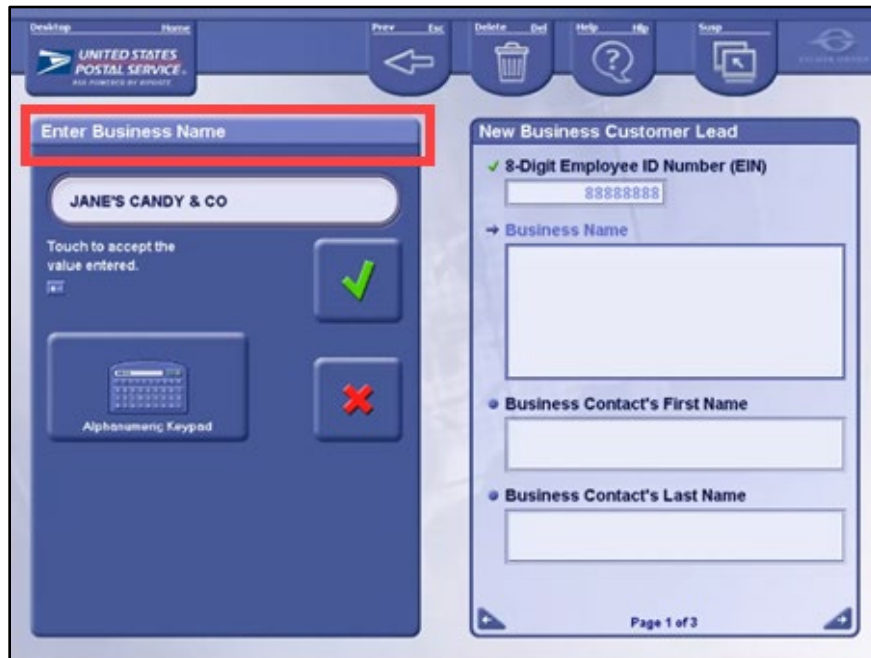 Desktop Home
Prev Esc
Delete Del
Help Hlp
Susp
UNITED STATES
POSTAL SERVICE
Enter Business Name
JANE'S CANDY & CO
Touch to accept the
value entered.
Alphanumeric Keypad
New Business Customer Lead
8-Digit Employee ID Number (EIN)
88888888
Business Name
Business Contact's First Name
Business Contact's Last Name
Page 1 of 3